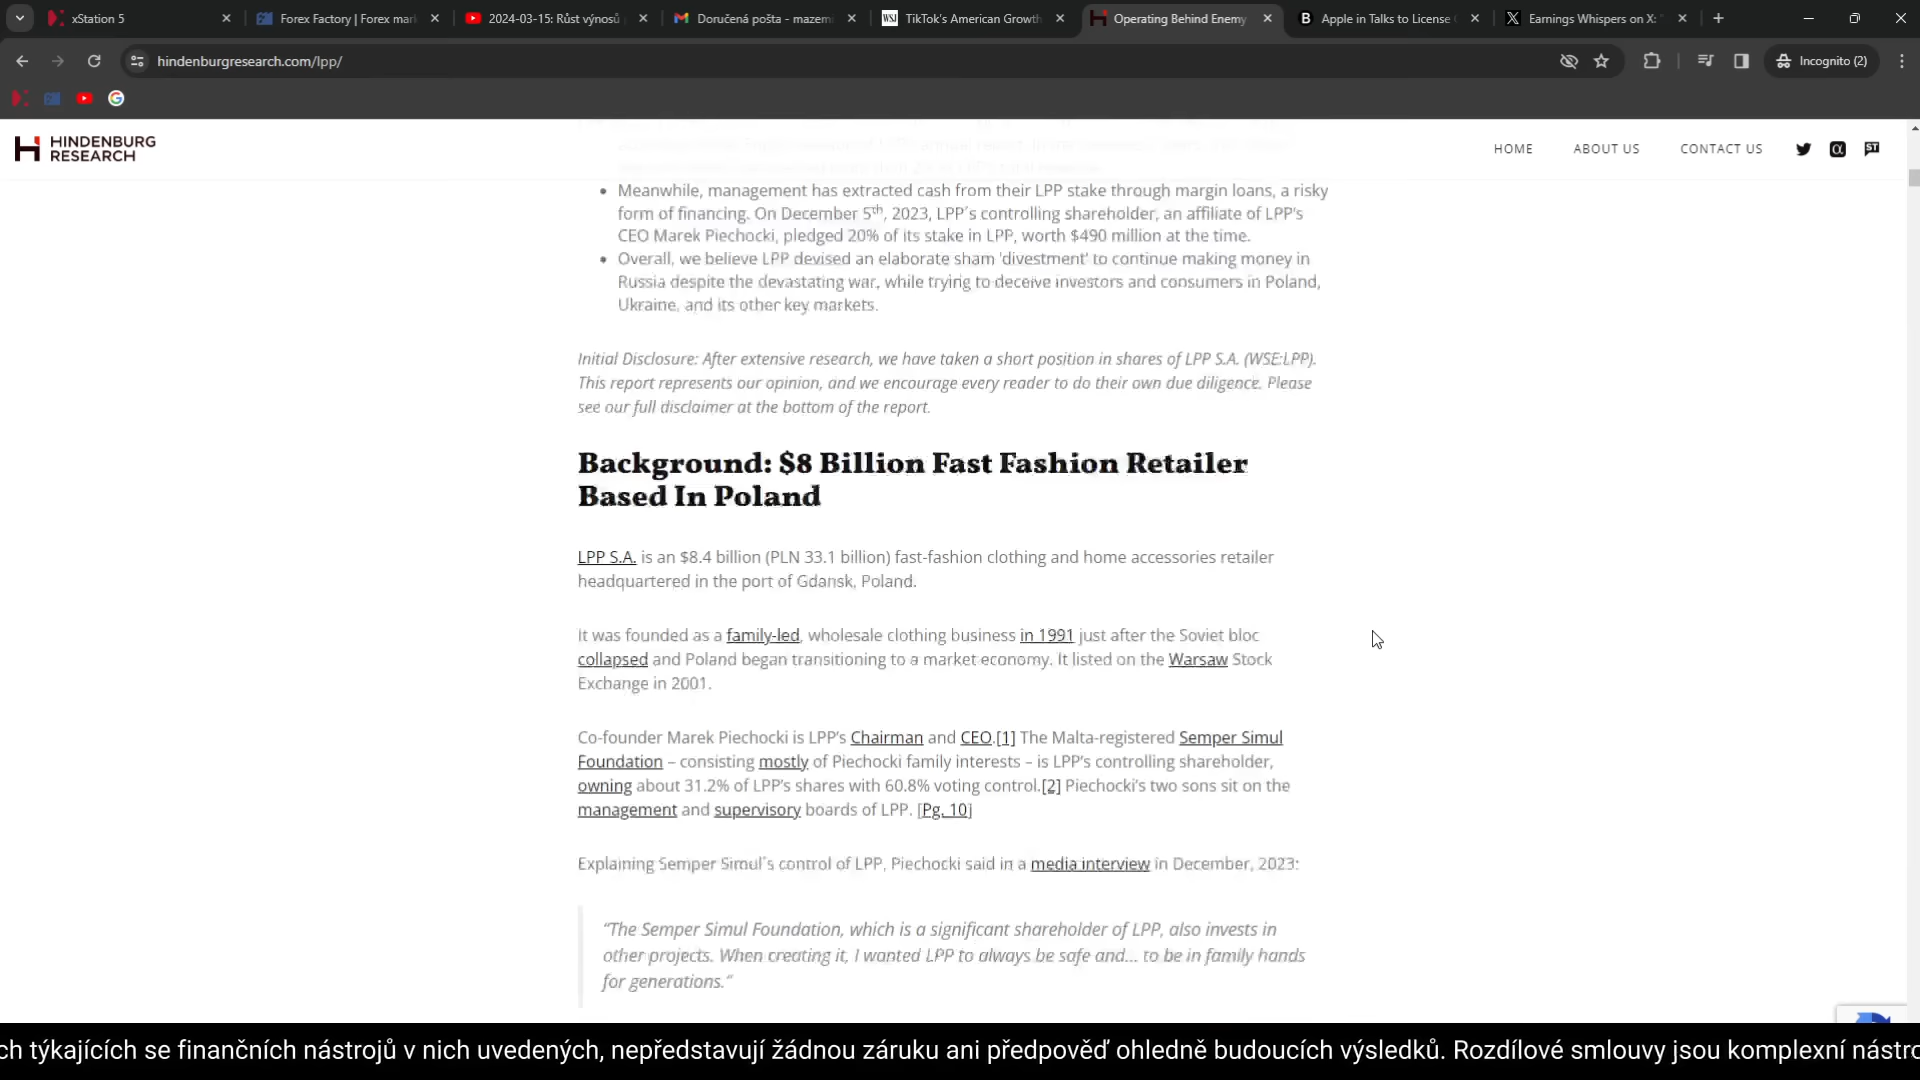 xStation 5
Forex Factory | Forex mar
2024-03-15: Růst výnosů
Doručená pošta - mazem
WSJ TikTok's American Growth
Operating Behind Enemy
B Apple in Talks to License
X Earnings Whispers on X:
hindenburgresearch.com/lpp/
Incognito (2)
HINDENBURG
RESEARCH
HOME
ABOUT US
CONTACT US
• Meanwhile, management has extracted cash from their LPP stake through margin loans, a risky
form of financing. On December 5th, 2023, LPP's controlling shareholder, an affiliate of LPP's
CEO Marek Piechocki, pledged 20% of its stake in LPP, worth $490 million at the time.
• Overall, we believe LPP devised an elaborate sham 'divestment' to continue making money in
Russia despite the devastating war, while trying to deceive investors and consumers in Poland,
Ukraine, and its other key markets.
Initial Disclosure: After extensive research, we have taken a short position in shares of LPP S.A. (WSE:LPP).
This report represents our opinion, and we encourage every reader to do their own due diligence. Please
see our full disclaimer at the bottom of the report.
Background: $8 Billion Fast Fashion Retailer
Based In Poland
LPP S.A. is an $8.4 billion (PLN 33.1 billion) fast-fashion clothing and home accessories retailer
headquartered in the port of Gdansk, Poland.
It was founded as a family-led, wholesale clothing business in 1991 just after the Soviet bloc
collapsed and Poland began transitioning to a market economy. It listed on the Warsaw Stock
Exchange in 2001.
Co-founder Marek Piechocki is LPP's Chairman and CEO.[1] The Malta-registered Semper Simul
Foundation – consisting mostly of Piechocki family interests – is LPP's controlling shareholder,
owning about 31.2% of LPP's shares with 60.8% voting control.[2] Piechocki's two sons sit on the
management and supervisory boards of LPP. [Pg. 10]
Explaining Semper Simul's control of LPP, Piechocki said in a media interview in December, 2023:
“The Semper Simul Foundation, which is a significant shareholder of LPP, also invests in
other projects. When creating it, I wanted LPP to always be safe and... to be in family hands
for generations.”
ch týkajících se finančních nástrojů v nich uvedených, nepředstavují žádnou záruku ani předpověď ohledně budoucích výsledků. Rozdílové smlouvy jsou komplexní nástro